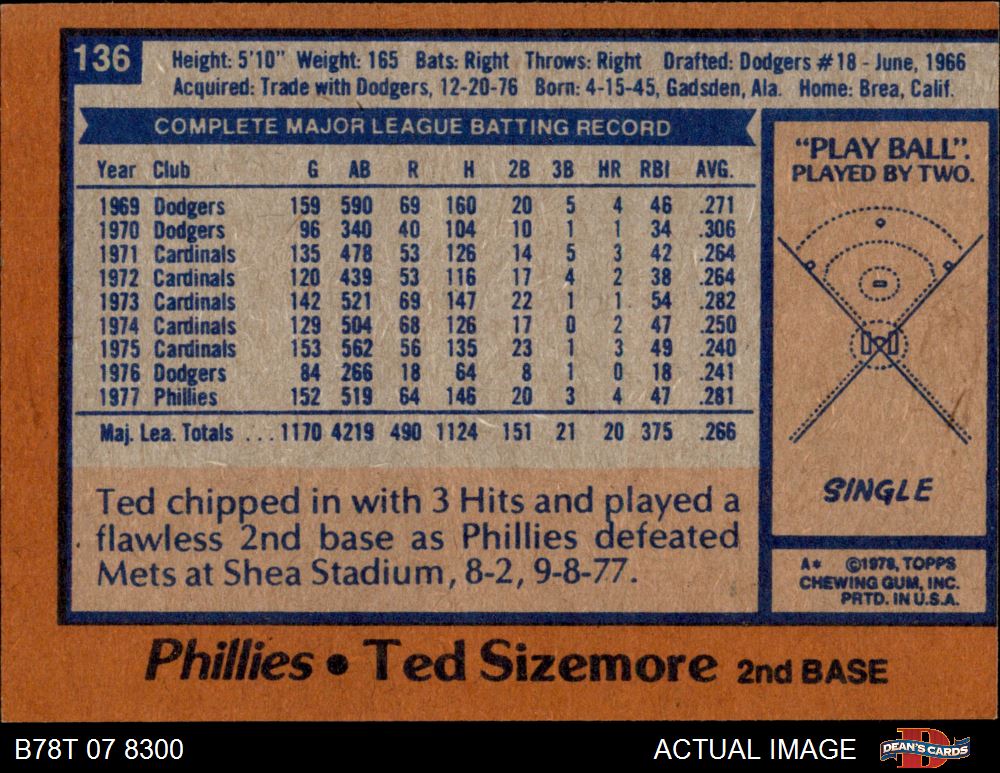 136
Height: 5'10" Weight: 165 Bats: Right Throws: Right Drafted: Dodgers #18 - June, 1966
Acquired: Trade with Dodgers, 12-20-76 Born: 4-15-45, Gadsden, Ala. Home: Brea, Calif.
COMPLETE MAJOR LEAGUE BATTING RECORD
Year Club G AB R H 2B 3B HR RBI AVG.
1969 Dodgers 159 590 69 160 20 5 4 46 .271
1970 Dodgers 96 340 40 104 10 1 1 34 .306
1971 Cardinals 135 478 53 126 14 5 3 42 .264
1972 Cardinals 120 439 53 116 17 4 2 38 .264
1973 Cardinals 142 521 69 147 22 1 1 54 .282
1974 Cardinals 129 504 68 126 17 0 2 47 .250
1975 Cardinals 153 562 56 135 23 1 3 49 .240
1976 Dodgers 84 266 18 64 8 1 0 18 .241
1977 Phillies 152 519 64 146 20 3 4 47 .281
Maj. Lea. Totals ... 1170 4219 490 1124 151 21 20 375 .266
Ted chipped in with 3 Hits and played a
flawless 2nd base as Phillies defeated
Mets at Shea Stadium, 8-2, 9-8-77.
"PLAY BALL".
PLAYED BY TWO.
SINGLE
A* ©1978, TOPPS
CHEWING GUM, INC.
PRTD. IN U.S.A.
Phillies • Ted Sizemore 2nd BASE
B78T 07 8300
ACTUAL IMAGE
DEAN'S CARDS